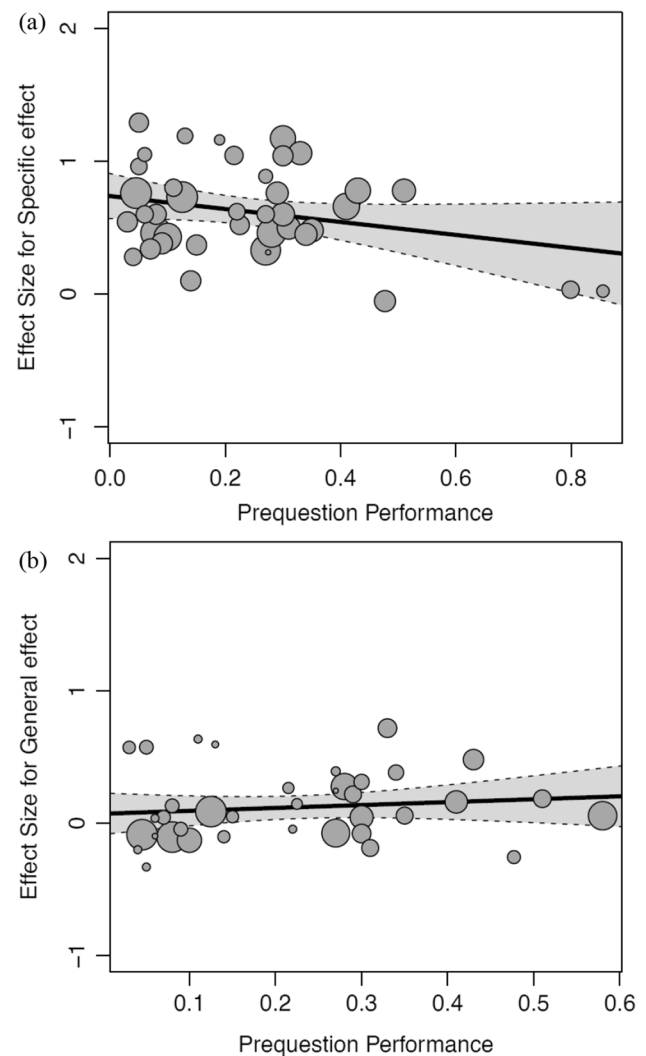 (a)
Effect Size for Specific effect
2
1
0
−1
0.0 0.2 0.4 0.6 0.8
Prequestion Performance
(b)
Effect Size for General effect
2
1
0
−1
0.1 0.2 0.3 0.4 0.5 0.6
Prequestion Performance